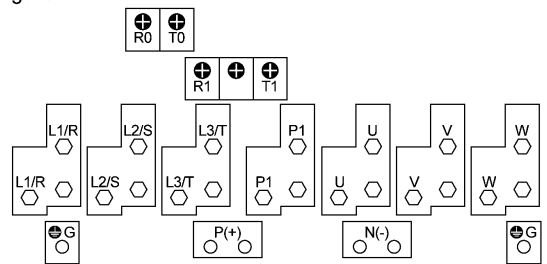 R0 T0
R1 T1
L1/R L2/S L3/T P1 U V W
L1/R L2/S L3/T P1 U V W
G P(+) N(-) G